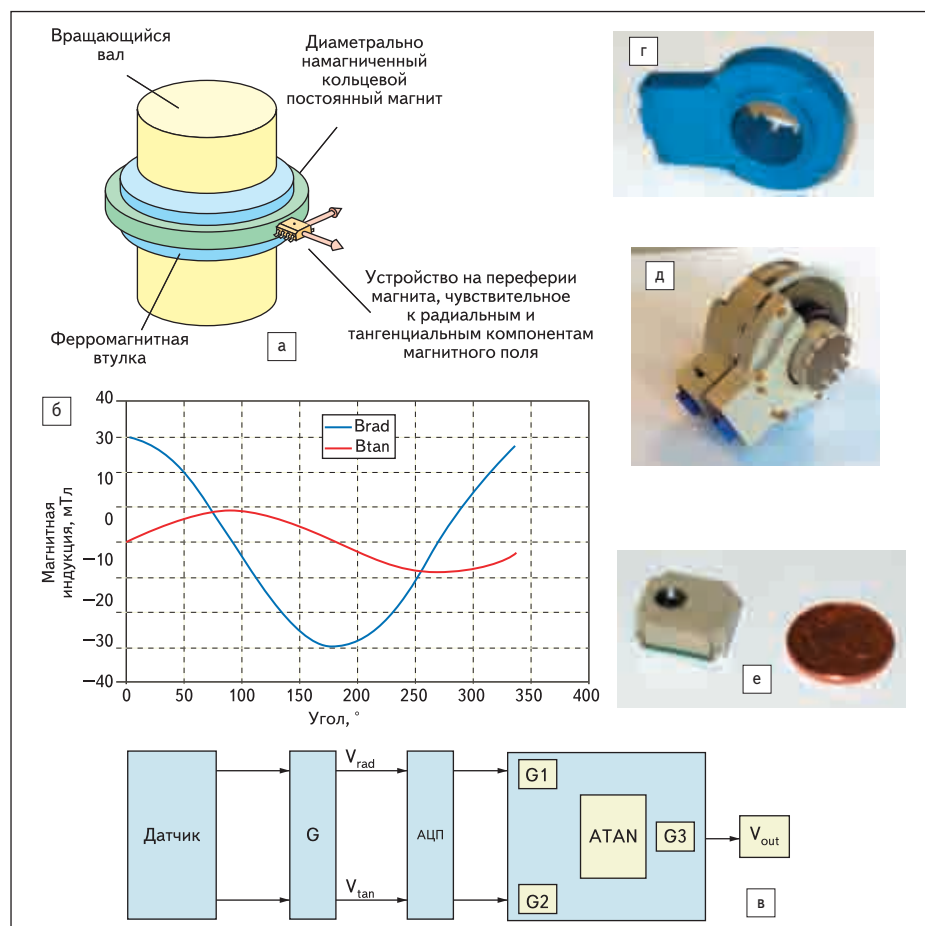 Вращающийся
вал
Диаметрально
намагниченный
кольцевой
постоянный магнит
г
Устройство на переферии
магнита, чувствительное
к радиальным и
тангенциальным компонентам
магнитного поля
Ферромагнитная
втулка
а
д
б
Магнитная
индукция, мТл
40
30
10
0
−10
−20
−30
−40
Brad
Btan
0 50 100 150 200 250 300 350 400
Угол, °
е
Датчик
G
Vrad
Vtan
АЦП
G1
G2
ATAN
G3
Vout
в